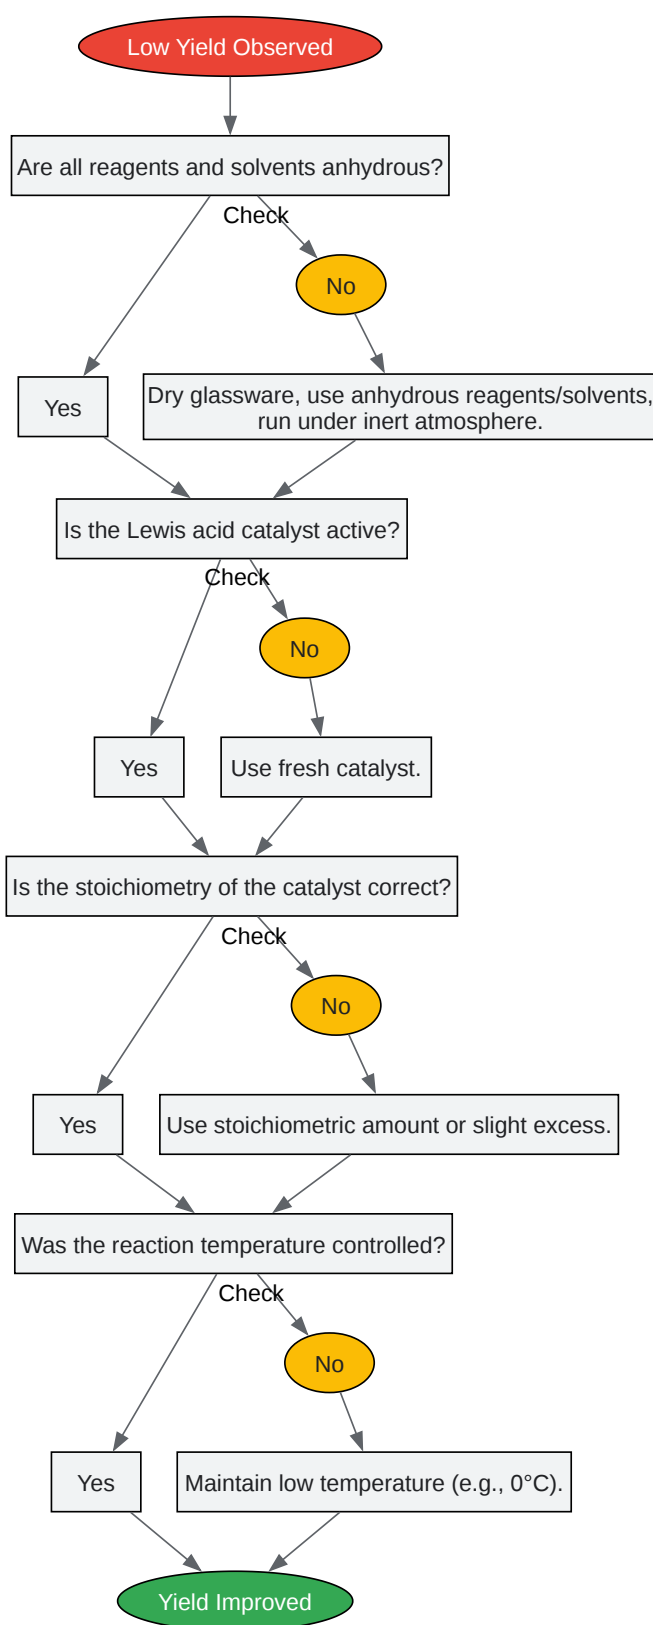 Low Yield Observed
Are all reagents and solvents anhydrous?
Check
No
Yes
Dry glassware, use anhydrous reagents/solvents,
run under inert atmosphere.
Is the Lewis acid catalyst active?
Check
No
Yes
Use fresh catalyst.
Is the stoichiometry of the catalyst correct?
Check
No
Yes
Use stoichiometric amount or slight excess.
Was the reaction temperature controlled?
Check
No
Yes
Maintain low temperature (e.g., 0°C).
Yield Improved